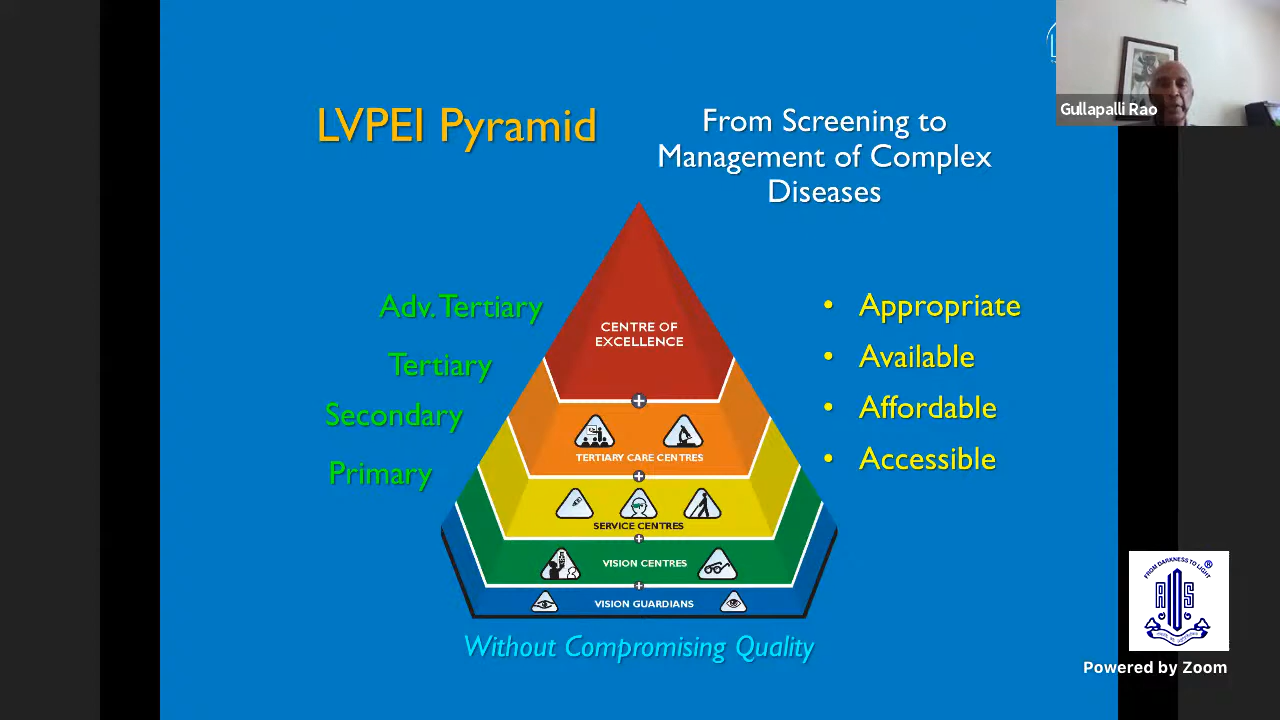 LVPEI Pyramid
From Screening to
Management of Complex
Diseases
Gullapalli Rao
Adv. Tertiary
Tertiary
Secondary
Primary
CENTRE OF
EXCELLENCE
TERTIARY CARE CENTRES
SERVICE CENTRES
VISION CENTRES
VISION GUARDIANS
• Appropriate
• Available
• Affordable
• Accessible
Without Compromising Quality
FROM DARKNESS TO LIGHT
®
AIOS
Powered by Zoom